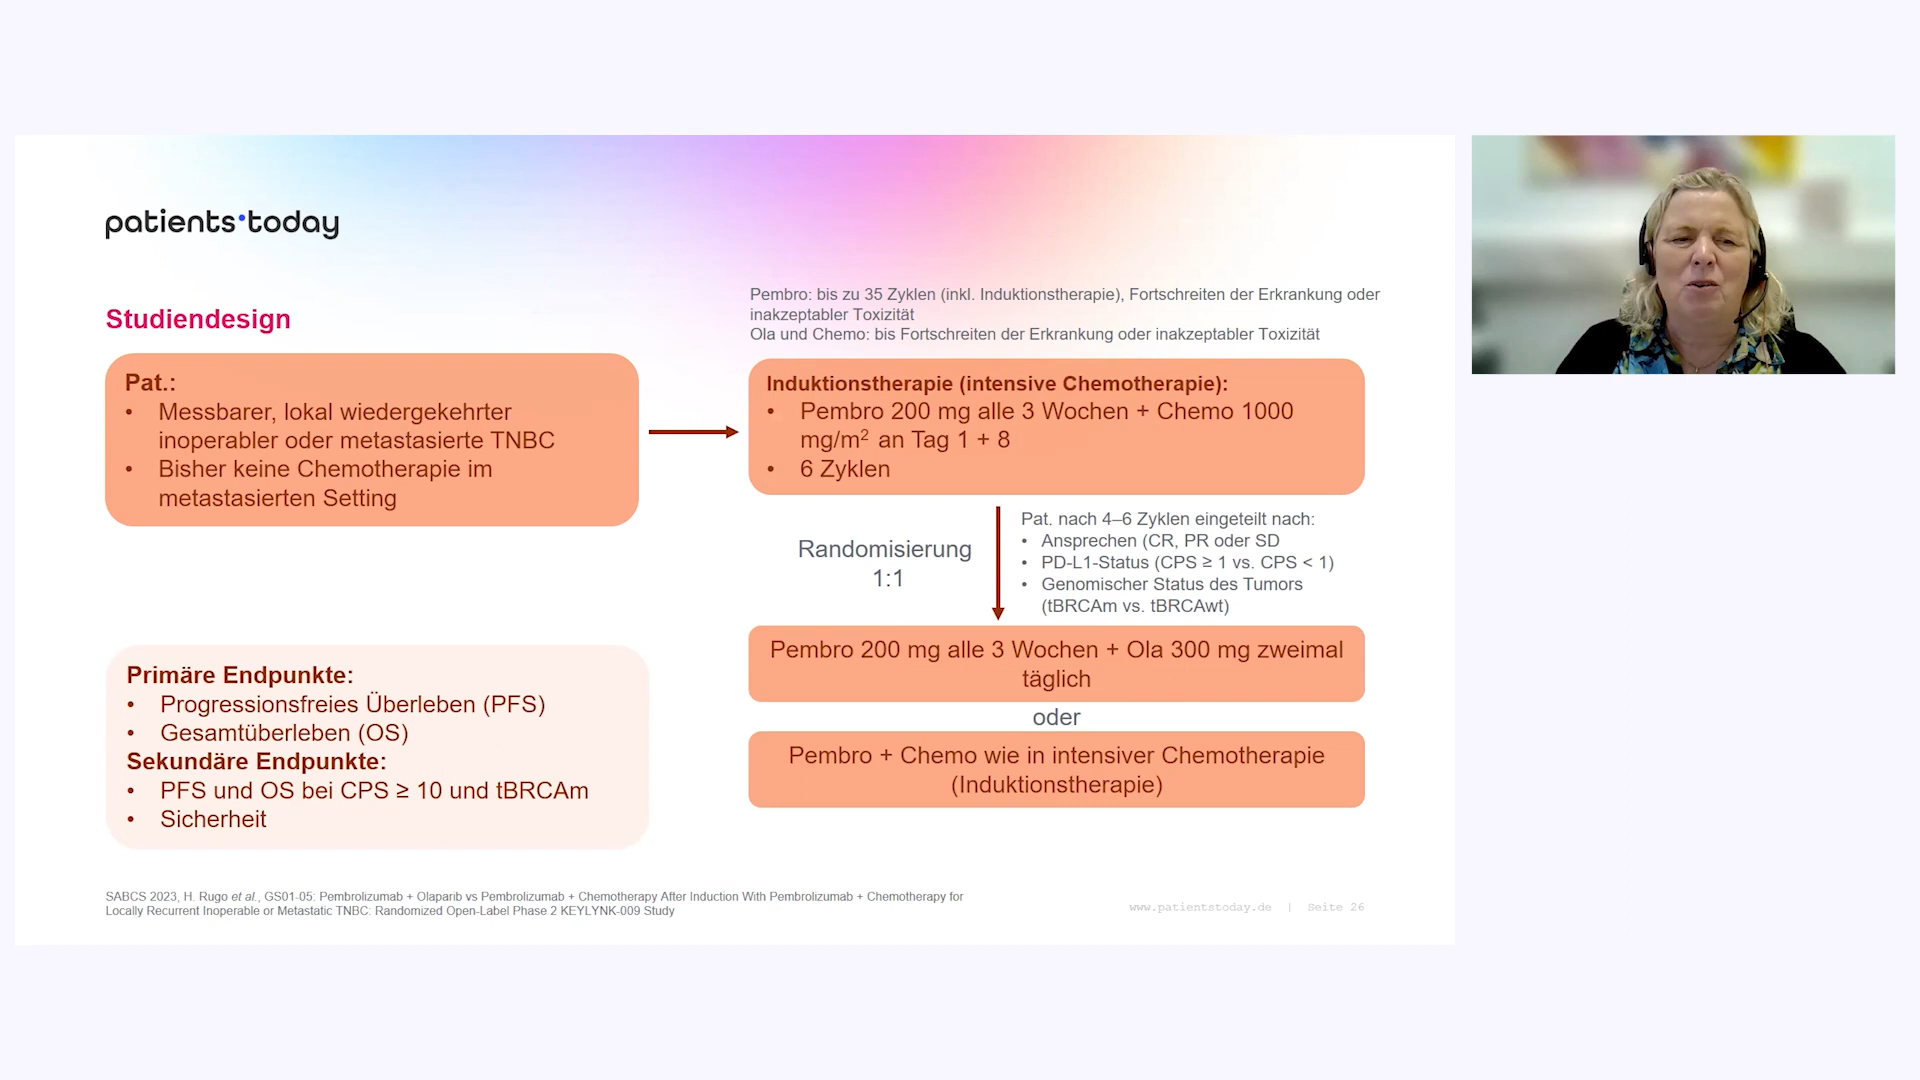 patients•today
Studiendesign
Pembro: bis zu 35 Zyklen (inkl. Induktionstherapie), Fortschreiten der Erkrankung oder
inakzeptabler Toxizität
Ola und Chemo: bis Fortschreiten der Erkrankung oder inakzeptabler Toxizität
Pat.:
• Messbarer, lokal wiedergekehrter
inoperabler oder metastasierte TNBC
• Bisher keine Chemotherapie im
metastasierten Setting
Induktionstherapie (intensive Chemotherapie):
• Pembro 200 mg alle 3 Wochen + Chemo 1000
mg/m² an Tag 1 + 8
• 6 Zyklen
Randomisierung
1:1
Pat. nach 4–6 Zyklen eingeteilt nach:
• Ansprechen (CR, PR oder SD
• PD-L1-Status (CPS ≥ 1 vs. CPS < 1)
• Genomischer Status des Tumors
(tBRCAm vs. tBRCAwt)
Pembro 200 mg alle 3 Wochen + Ola 300 mg zweimal
täglich
oder
Pembro + Chemo wie in intensiver Chemotherapie
(Induktionstherapie)
Primäre Endpunkte:
• Progressionsfreies Überleben (PFS)
• Gesamtüberleben (OS)
Sekundäre Endpunkte:
• PFS und OS bei CPS ≥ 10 und tBRCAm
• Sicherheit
SABCS 2023, H. Rugo et al., GS01-05: Pembrolizumab + Olaparib vs Pembrolizumab + Chemotherapy After Induction With Pembrolizumab + Chemotherapy for
Locally Recurrent Inoperable or Metastatic TNBC: Randomized Open-Label Phase 2 KEYLYNK-009 Study
www.patientstoday.de | Seite 26